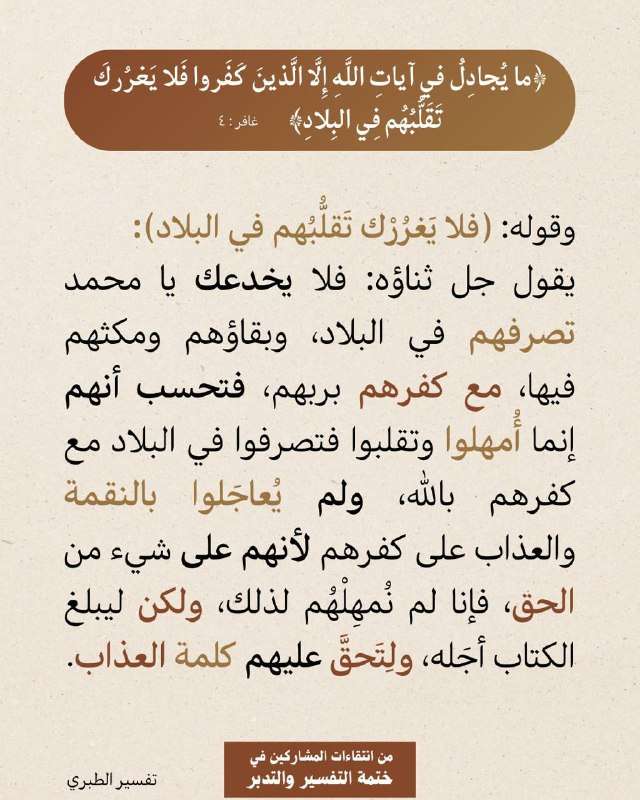 ﴿ما يُجادِلُ في آياتِ اللَّهِ إِلَّا الَّذينَ كَفَروا فَلا يَغرُركَ
تَقَلُّبُهُم فِي البِلادِ﴾ غافر: ٤
وقوله: (فلا يَغرُرْك تَقلُّبُهم في البلاد):
يقول جل ثناؤه: فلا يخدعك يا محمد
تصرفهم في البلاد، وبقاؤهم ومكثهم
فيها، مع كفرهم بربهم، فتحسب أنهم
إنما أُمهلوا وتقلبوا فتصرفوا في البلاد مع
كفرهم بالله، ولم يُعاجَلوا بالنقمة
والعذاب على كفرهم لأنهم على شيء من
الحق، فإنا لم نُمهِلْهُم لذلك، ولكن ليبلغ
الكتاب أجَله، ولِتَحقَّ عليهم كلمة العذاب.
من انتقاءات المشاركين في
ختمة التفسير والتدبر
تفسير الطبري